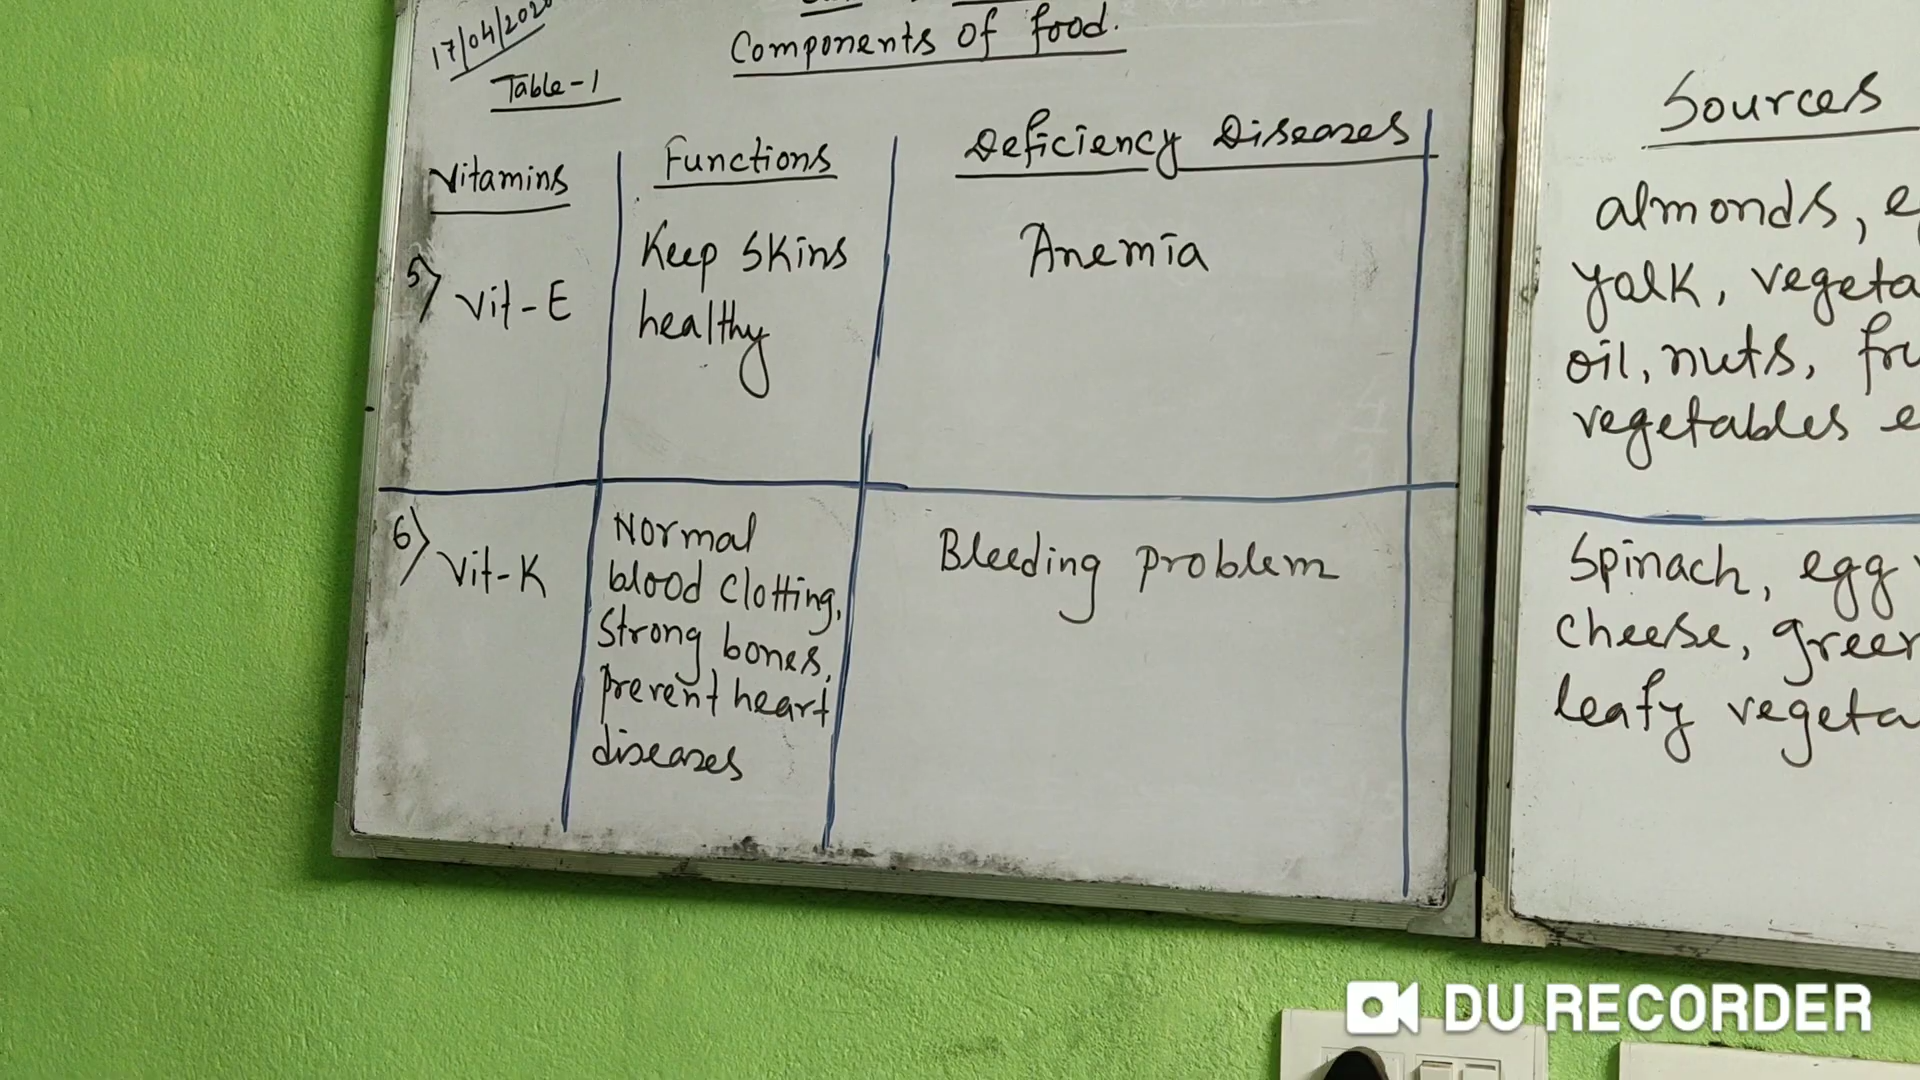 17/04/2020
Components of food.
Table-1
Vitamins
Functions
Deficiency Diseases
Sources
5) Vit-E
Keep Skins
healthy
Anemia
almonds,
yolk,
oil, nuts,
vegetables
6) Vit-K
Normal
blood Clotting,
Strong bones,
prevent heart
diseases
Bleeding problem
Spinach, egg
cheese,
leafy
DU RECORDER